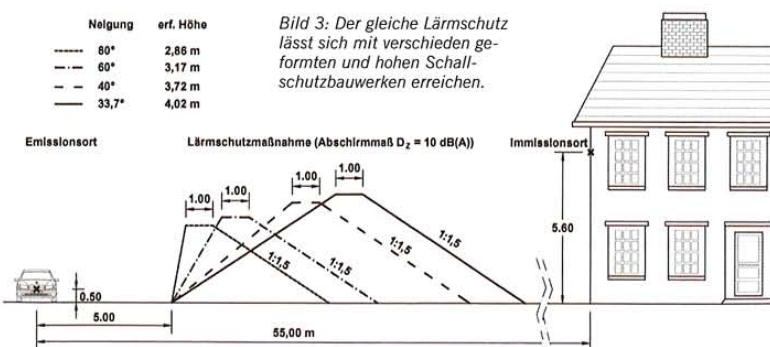 Neigung erf. Höhe
80° 2,86 m
60° 3,17 m
40° 3,72 m
33,7° 4,02 m
Bild 3: Der gleiche Lärmschutz
lässt sich mit verschieden ge-
formten und hohen Schall-
schutzbauwerken erreichen.
Emissionsort
Lärmschutzmaßnahme (Abschirmmaß Dz = 10 dB(A))
Immissionsort
1.00
1.00
1.00
1.00
1:1,5
1:1,5
1:1,5
1:1,5
5.60
0.50
5.00
55,00 m